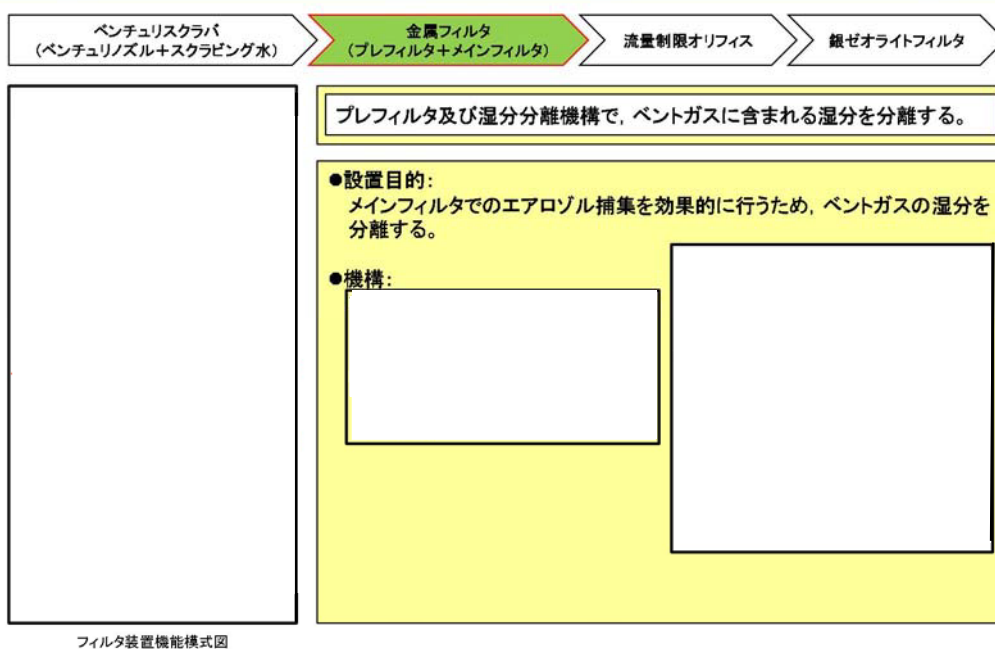 ベンチュリスクラバ
(ベンチュリノズル+スクラビング水)
金属フィルタ
(プレフィルタ+メインフィルタ)
流量制限オリフィス
銀ゼオライトフィルタ
プレフィルタ及び湿分分離機構で,ベントガスに含まれる湿分を分離する。
●設置目的:
メインフィルタでのエアロゾル捕集を効果的に行うため,ベントガスの湿分を
分離する。
●機構:
フィルタ装置機能模式図